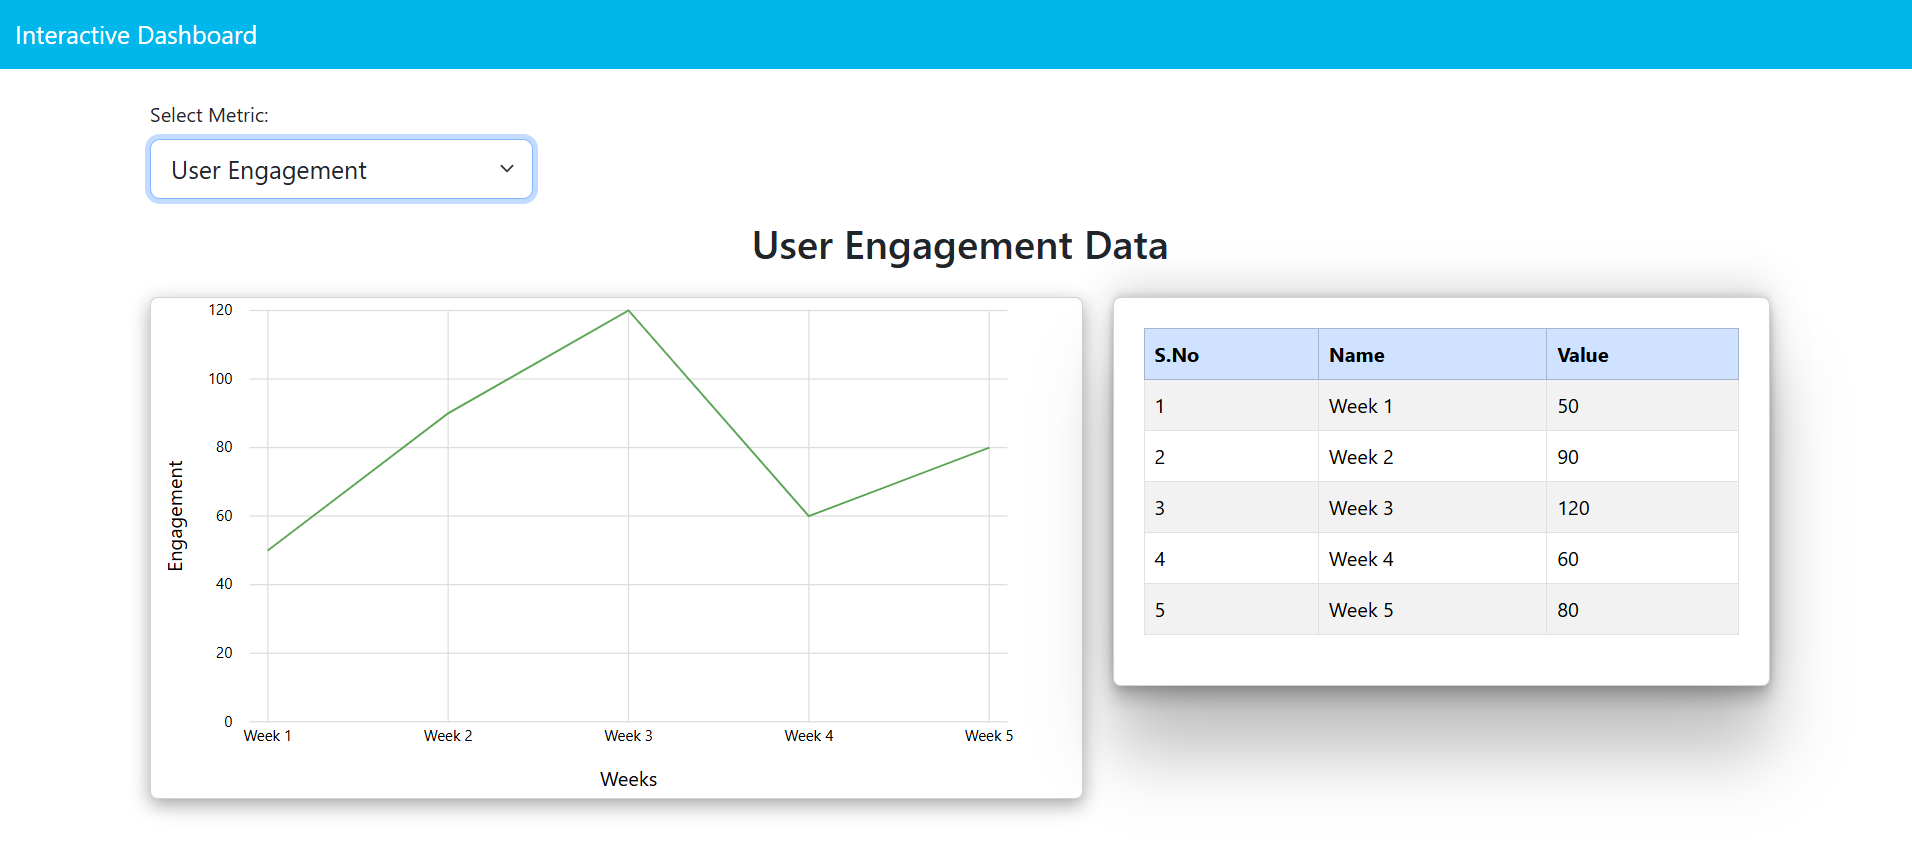 Interactive Dashboard
Select Metric:
User Engagement
User Engagement Data
120
100
80
60
40
20
0
Engagement
Week 1 Week 2 Week 3 Week 4 Week 5
Weeks
S.No Name Value
1 Week 1 50
2 Week 2 90
3 Week 3 120
4 Week 4 60
5 Week 5 80